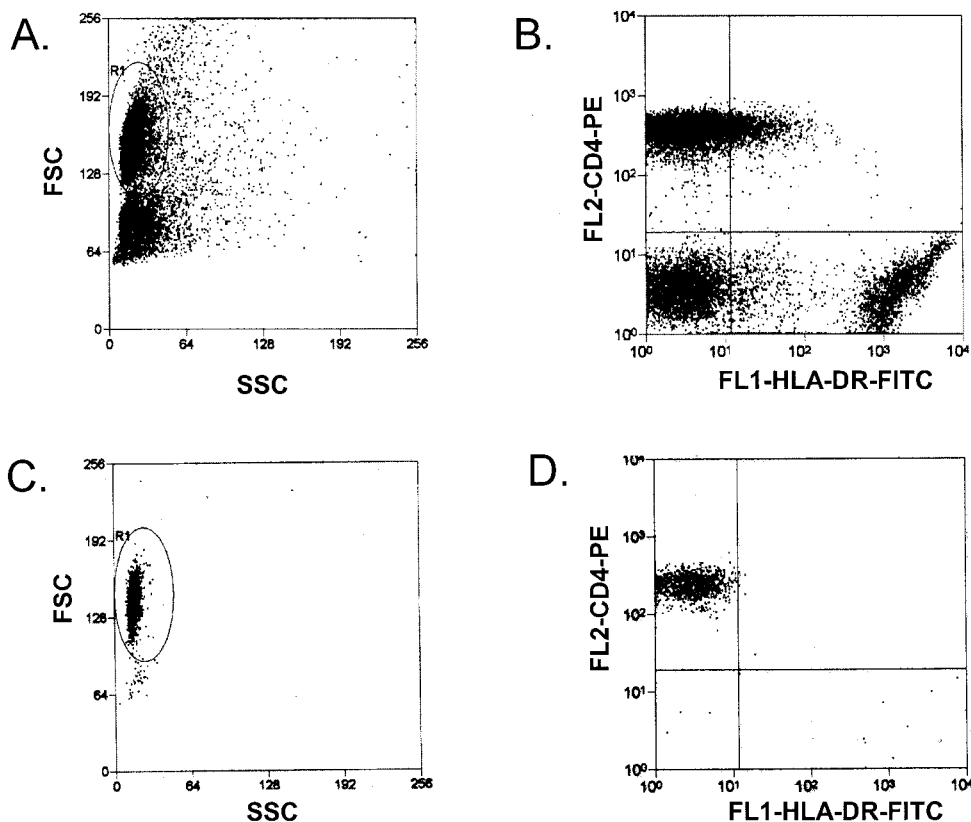 A.
256
192
128
64
0
R1
FSC
0 64 128 192 256
SSC
B.
10⁴
10³
10²
10¹
10⁰
FL2-CD4-PE
10⁰ 10¹ 10² 10³ 10⁴
FL1-HLA-DR-FITC
C.
256
192
128
64
0
R1
FSC
0 64 128 192 256
SSC
D.
10⁴
10³
10²
10¹
10⁰
FL2-CD4-PE
10⁰ 10¹ 10² 10³ 10⁴
FL1-HLA-DR-FITC